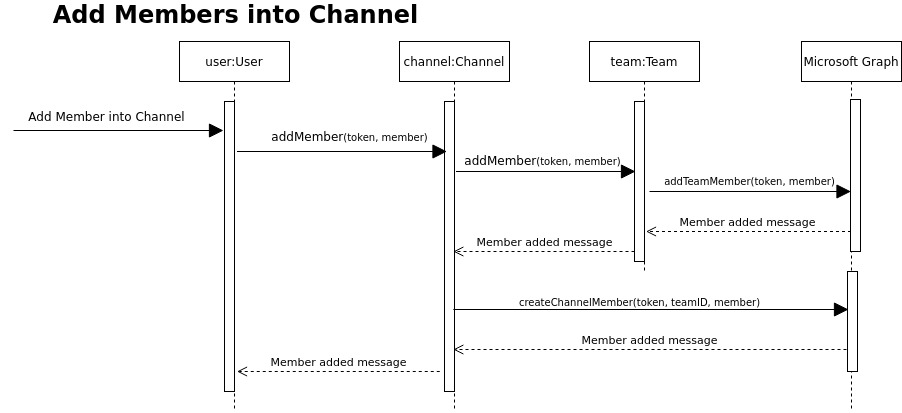 Add Members into Channel
user:User
channel:Channel
team:Team
Microsoft Graph
Add Member into Channel
addMember(token, member)
addMember(token, member)
addTeamMember(token, member)
Member added message
Member added message
createChannelMember(token, teamID, member)
Member added message
Member added message